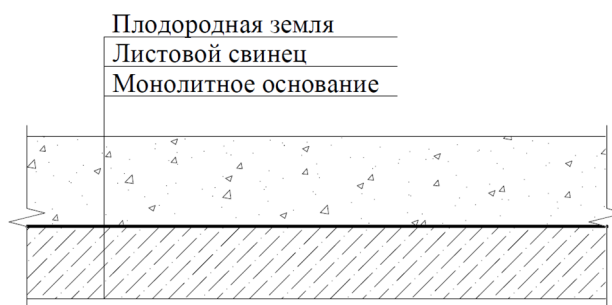 Плодородная земля
Листовой свинец
Монолитное основание